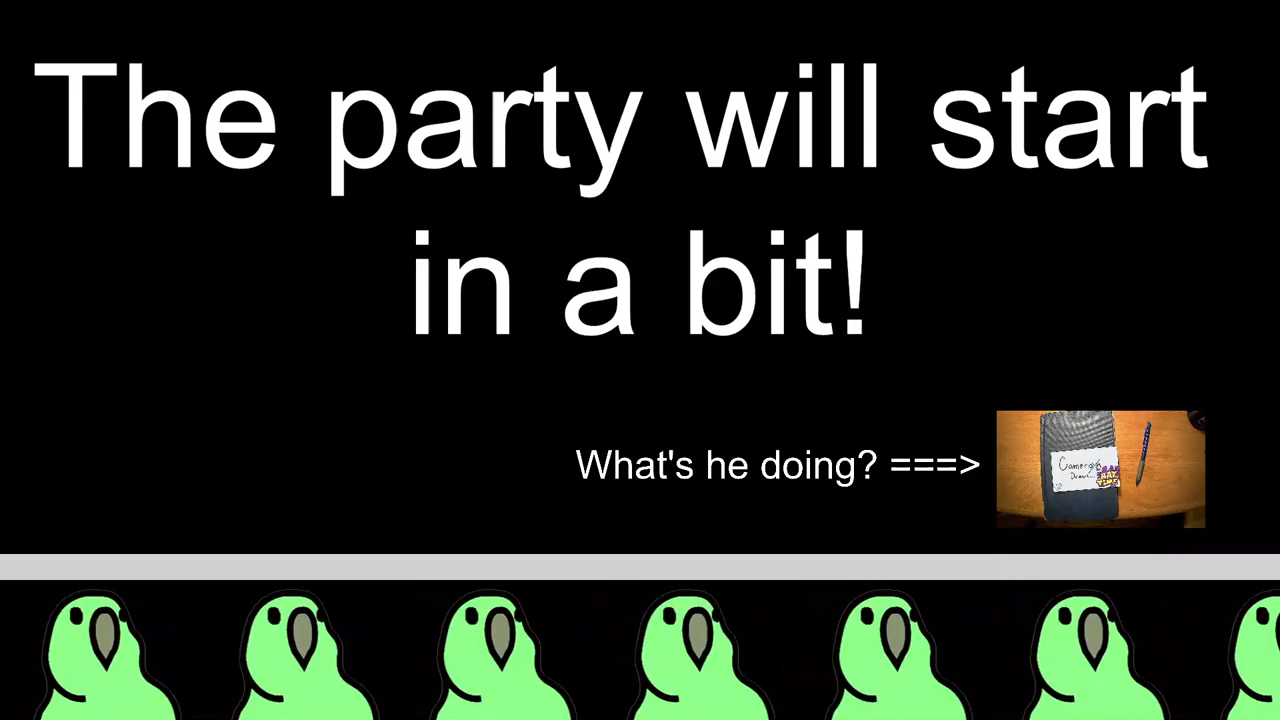 The party will start
in a bit!
What's he doing? ===>